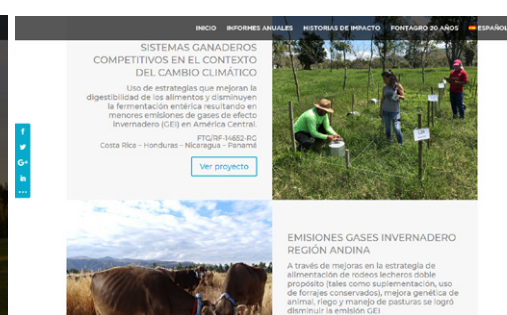 INICIO INFORMES ANUALES HISTORIAS DE IMPACTO FONTAGRO 20 AÑOS ESPAÑOL
SISTEMAS GANADEROS
COMPETITIVOS EN EL CONTEXTO
DEL CAMBIO CLIMÁTICO
Uso de estrategias que mejoran la
digestibilidad de los alimentos y disminuyen
la fermentación entérica resultando en
menores emisiones de gases de efecto
Invernadero (GEI) en América Central.
FTG/RF-14652-RG
Costa Rica - Honduras - Nicaragua - Panamá
Ver proyecto
f
G+
in
EMISIONES GASES INVERNADERO
REGIÓN ANDINA
A través de mejoras en la estrategia de
alimentación de rodeos lecheros doble
propósito (tales como suplementación, uso
de forrajes conservados), mejora genética de
animal, riego y manejo de pasturas se logró
disminuir la emisión GEI